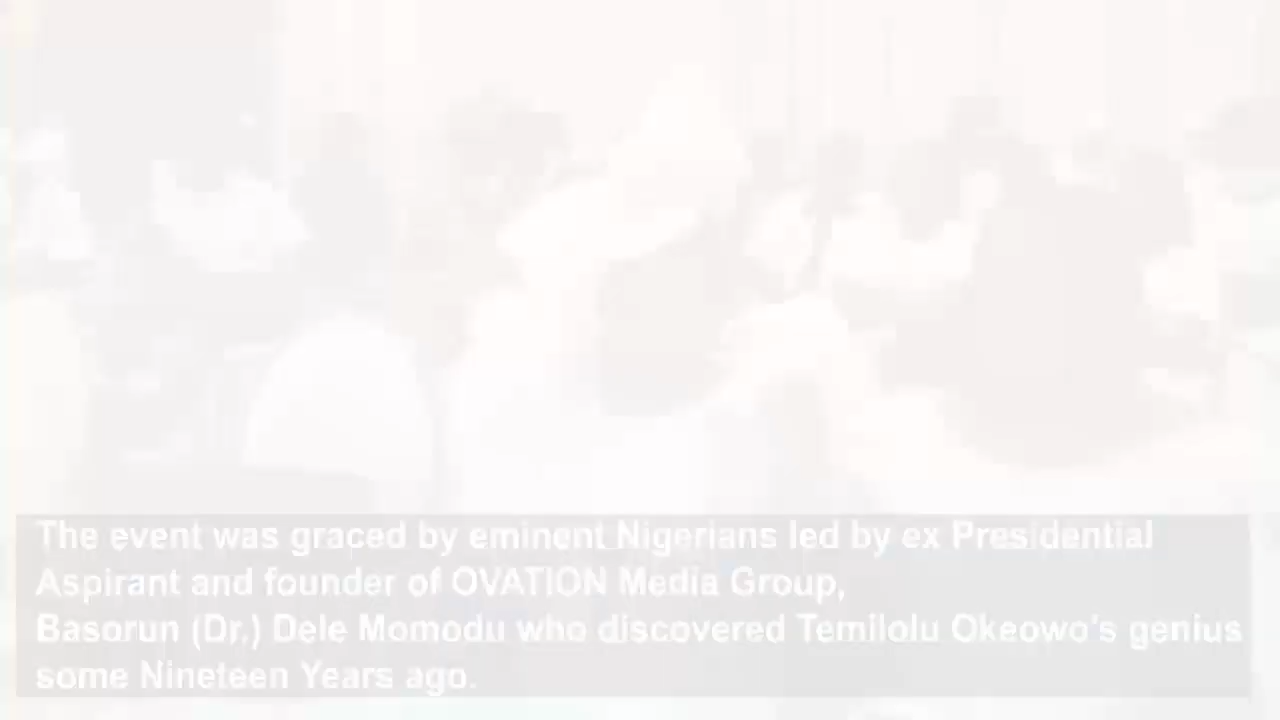 The event was graced by eminent Nigerians led by ex Presidential
Aspirant and founder of OVATION Media Group,
Basorun (Dr.) Dele Momodu who discovered Temilolu Okeowo's genius
some Nineteen Years ago.